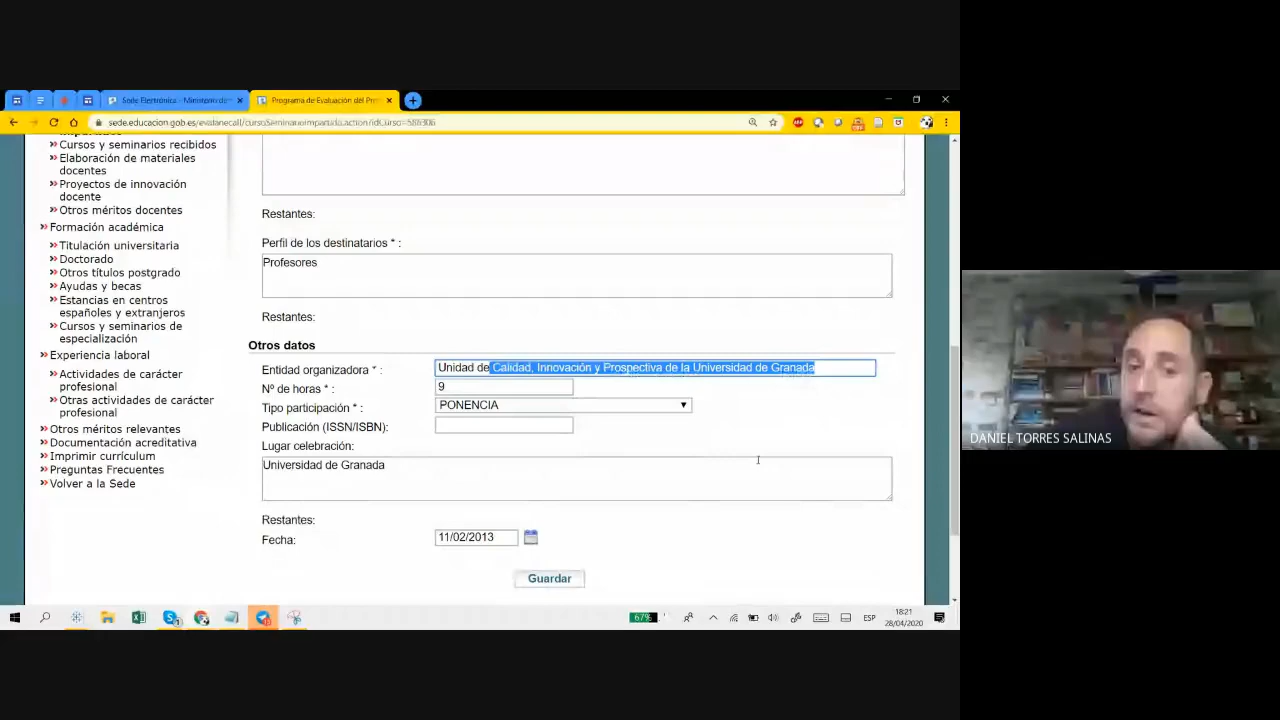 Sede Electrónica - Ministerio de
Programa de Evaluación del Pro
sede.educacion.gob.es
Cursos y seminarios recibidos
Elaboración de materiales
docentes
Proyectos de innovación
docente
Otros méritos docentes
Formación académica
Titulación universitaria
Doctorado
Otros títulos postgrado
Ayudas y becas
Estancias en centros
españoles y extranjeros
Cursos y seminarios de
especialización
Experiencia laboral
Actividades de carácter
profesional
Otras actividades de carácter
profesional
Otros méritos relevantes
Documentación acreditativa
Imprimir currículum
Preguntas Frecuentes
Volver a la Sede
Restantes:
Perfil de los destinatarios * :
Profesores
Restantes:
Otros datos
Entidad organizadora * :
Unidad de Calidad, Innovación y Prospectiva de la Universidad de Granada
Nº de horas * :
9
Tipo participación * :
PONENCIA
Publicación (ISSN/ISBN):
Lugar celebración:
Universidad de Granada
Restantes:
Fecha:
11/02/2013
Guardar
DANIEL TORRES SALINAS
67%
ESP
18:21
28/04/2020